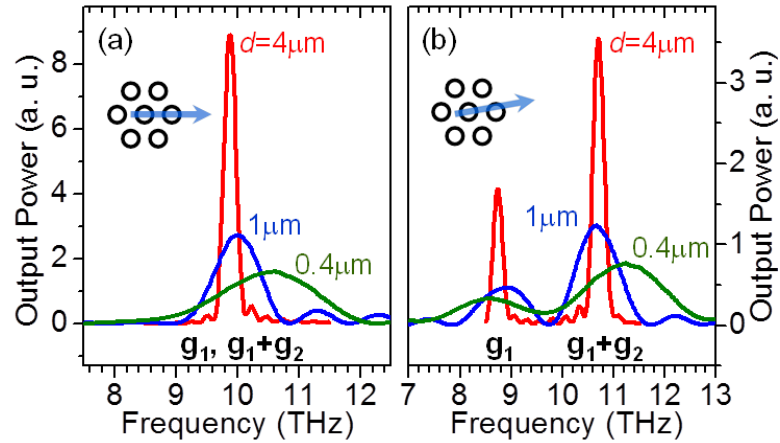 (a)
d=4μm
1μm
0.4μm
g₁, g₁+g₂
Output Power (a. u.)
8
6
4
2
0
8 9 10 11 12
Frequency (THz)
(b)
d=4μm
1μm
0.4μm
g₁ g₁+g₂
Output Power (a. u.)
3
2
1
0
7 8 9 10 11 12 13
Frequency (THz)